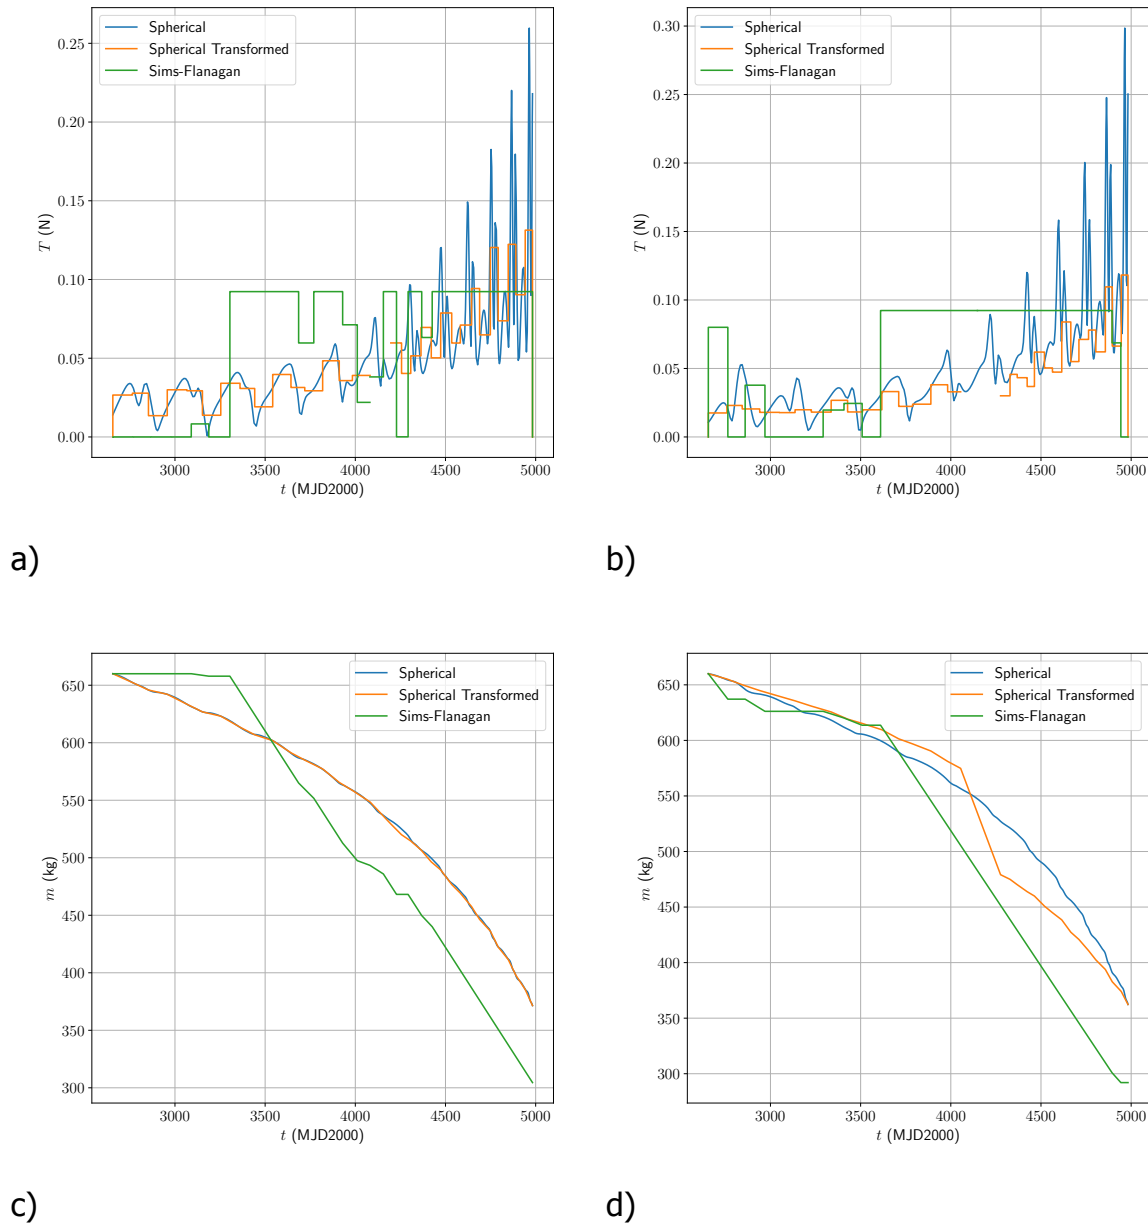 Spherical
Spherical Transformed
Sims-Flanagan
0.25
0.20
0.15
0.10
0.05
0.00
T (N)
3000 3500 4000 4500 5000
t (MJD2000)
Spherical
Spherical Transformed
Sims-Flanagan
0.30
0.25
0.20
0.15
0.10
0.05
0.00
T (N)
3000 3500 4000 4500 5000
t (MJD2000)
a)
b)
Spherical
Spherical Transformed
Sims-Flanagan
650
600
550
500
450
400
350
300
m (kg)
3000 3500 4000 4500 5000
t (MJD2000)
Spherical
Spherical Transformed
Sims-Flanagan
650
600
550
500
450
400
350
300
m (kg)
3000 3500 4000 4500 5000
t (MJD2000)
c)
d)